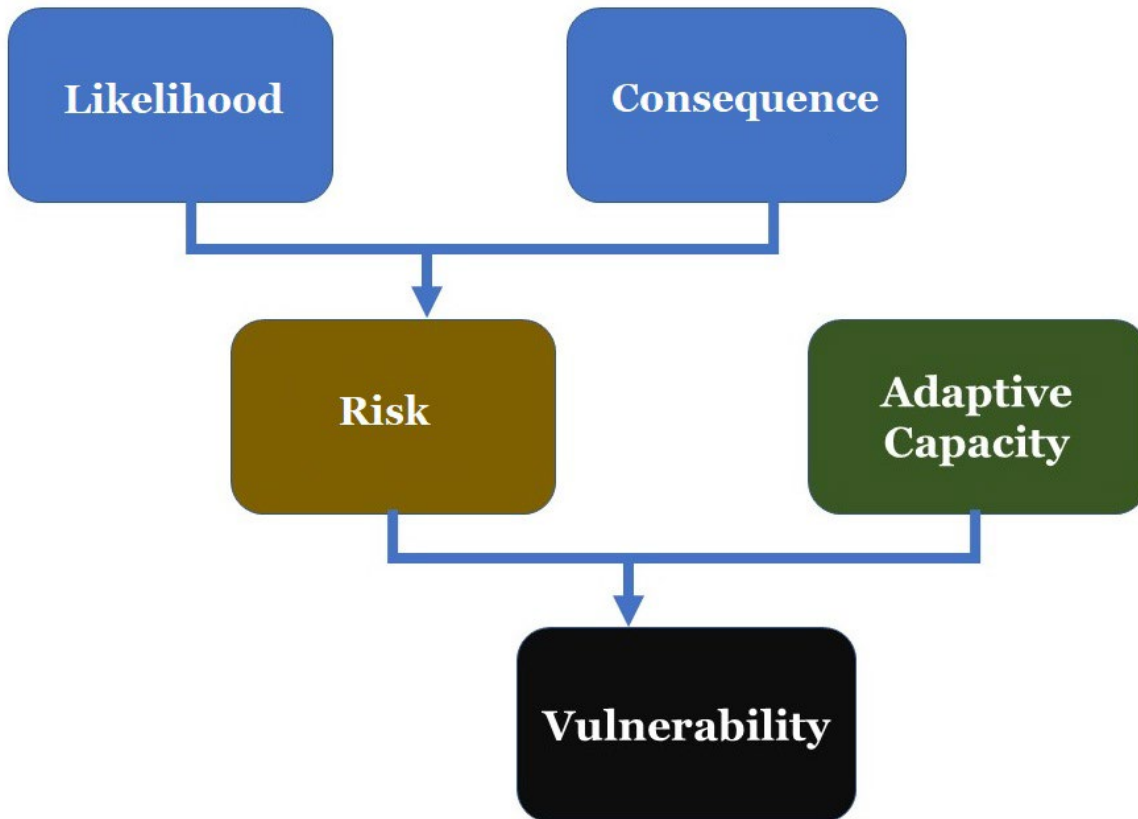 Likelihood
Consequence
Risk
Adaptive
Capacity
Vulnerability